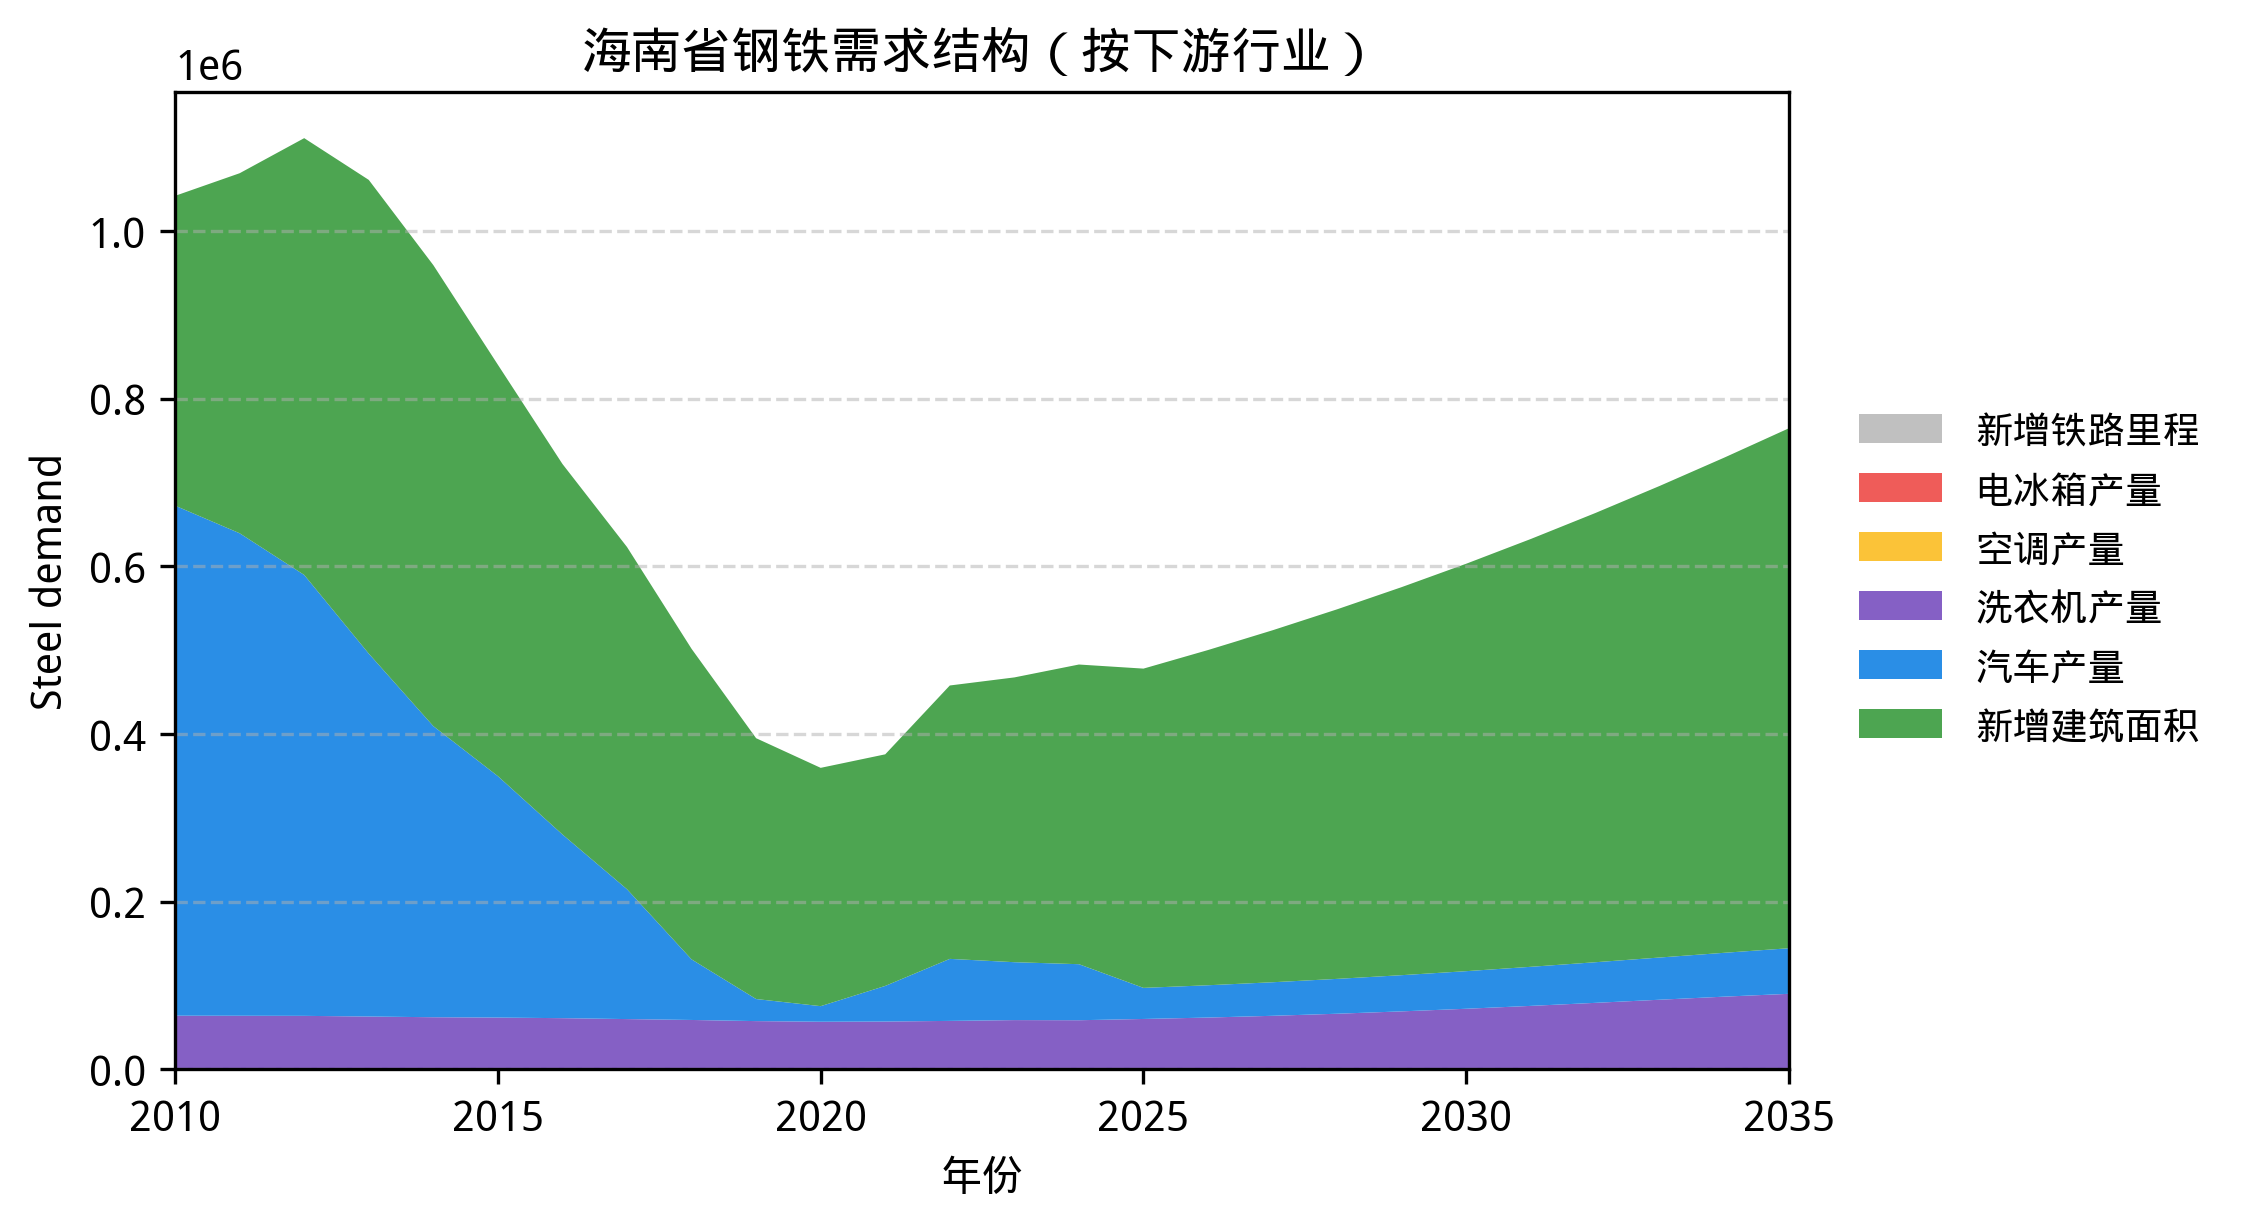 海南省钢铁需求结构（按下游行业）
1e6
1.0
0.8
0.6
0.4
0.2
0.0
Steel demand
2010 2015 2020 2025 2030 2035
年份
新增铁路里程
电冰箱产量
空调产量
洗衣机产量
汽车产量
新增建筑面积